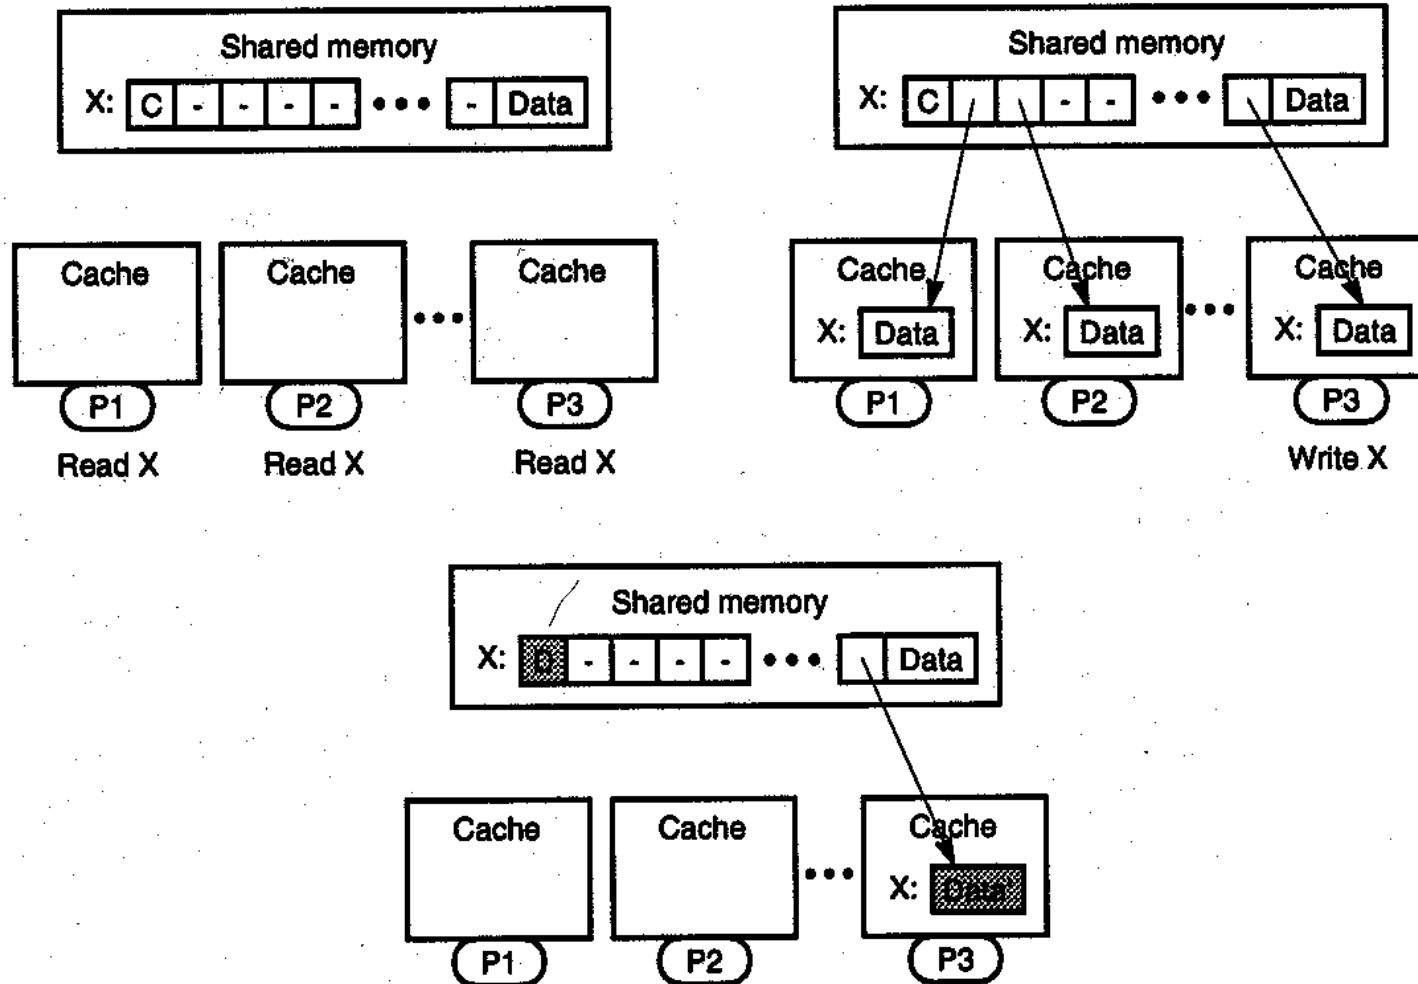 Shared memory
X: C - - - - ••• - Data
Cache Cache ••• Cache
P1 P2 P3
Read X Read X Read X
Shared memory
X: C - - ••• Data
Cache Cache Cache
X: Data X: Data ••• X: Data
P1 P2 P3
Write X
Shared memory
X: D - - - - ••• Data
Cache Cache Cache
••• X: Data'
P1 P2 P3